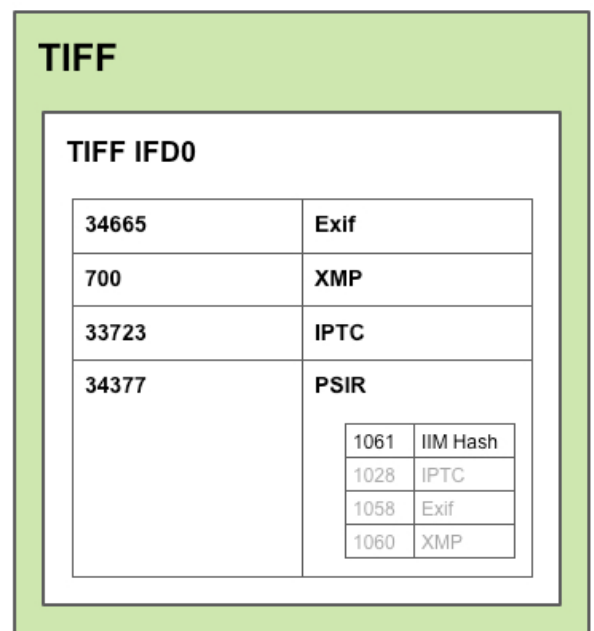 TIFF
TIFF IFD0
34665 Exif
700 XMP
33723 IPTC
34377 PSIR
1061 IIM Hash
1028 IPTC
1058 Exif
1060 XMP